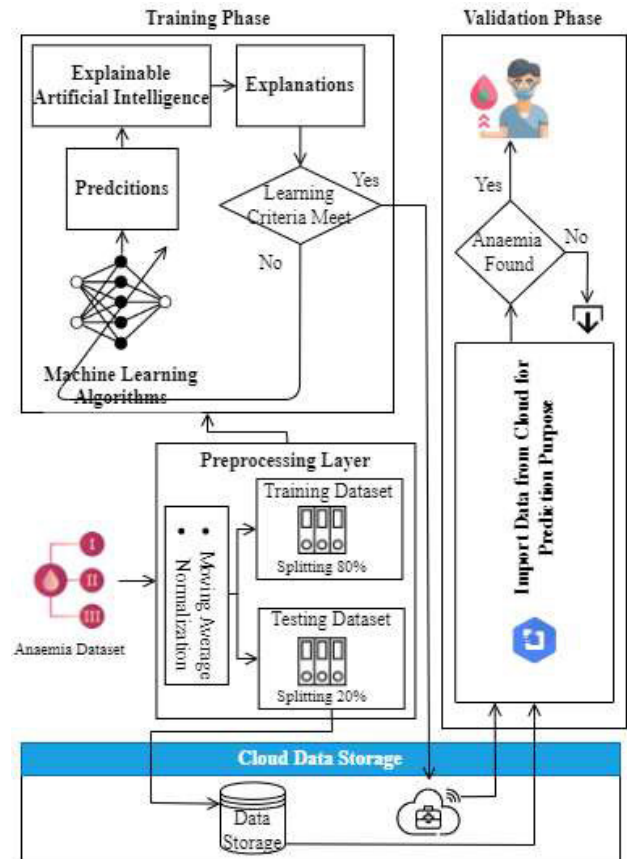 Training Phase
Validation Phase
Explainable
Artificial Intelligence
Explanations
Predcitions
Learning
Criteria Meet
Yes
No
Machine Learning
Algorithms
Yes
Anaemia
Found
No
Import Data from Cloud for
Prediction Purpose
Preprocessing Layer
• Moving Average
• Normalization
Training Dataset
Splitting 80%
Testing Dataset
Splitting 20%
I
II
III
Anaemia Dataset
Cloud Data Storage
Data
Storage